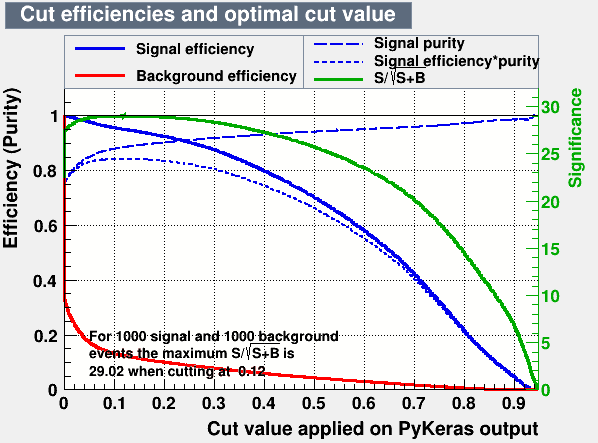 Cut efficiencies and optimal cut value
Signal efficiency
Background efficiency
Signal purity
Signal efficiency*purity
S/√S+B
Efficiency (Purity)
1
0.8
0.6
0.4
0.2
0
30
25
20
15
10
5
0
Significance
For 1000 signal and 1000 background
events the maximum S/√S+B is
29.02 when cutting at 0.12
0 0.1 0.2 0.3 0.4 0.5 0.6 0.7 0.8 0.9
Cut value applied on PyKeras output